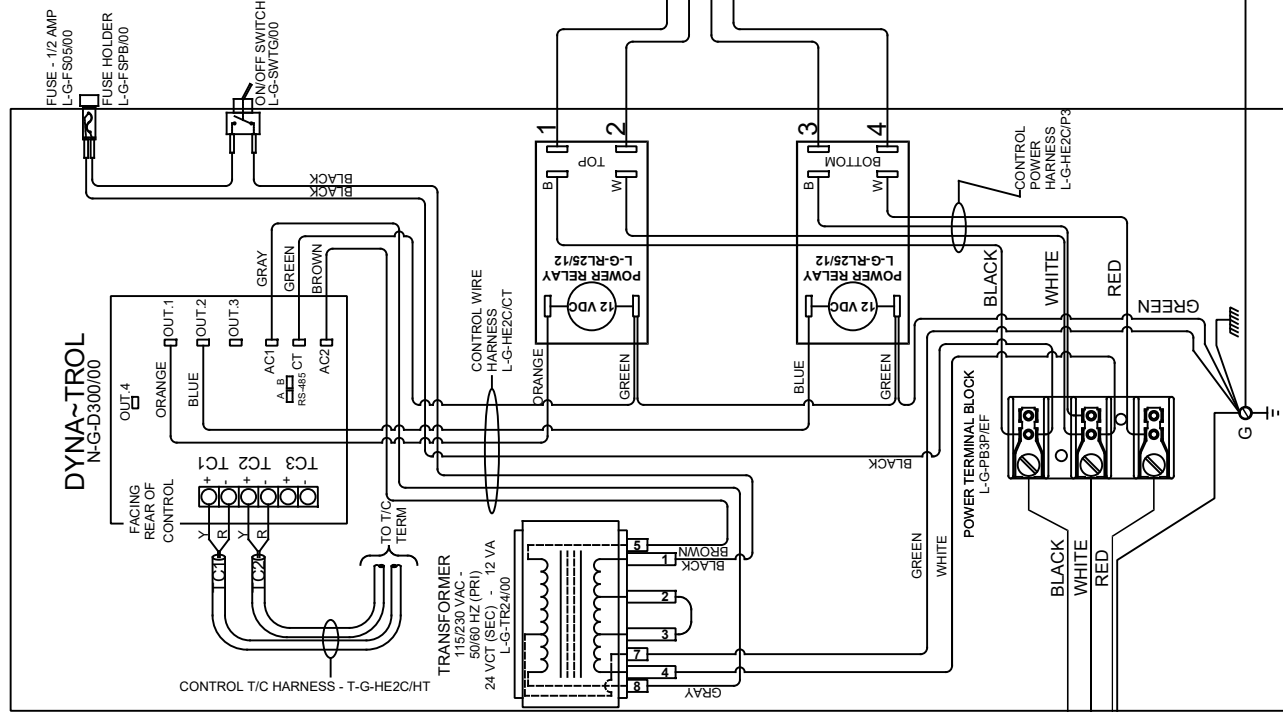 FUSE - 1/2 AMP
L-G-FS05/00
FUSE HOLDER
L-G-FSPB/00
ON/OFF SWITCH
L-G-SWTG/00
BLACK
BLACK
DYNA~TROL
N-G-D300/00
OUT.4
OUT.1
OUT.2
OUT.3
ORANGE
BLUE
A B
RS-485
AC1
CT
AC2
GRAY
GREEN
BROWN
TC1
TC2
TC3
+ - + - + -
FACING
REAR OF
CONTROL
Y
R
Y
R
C1
C2
TO T/C
TERM
CONTROL T/C HARNESS - T-G-HE2C/HT
CONTROL WIRE
HARNESS
L-G-HE2C/CT
1
2
TOP
B
W
POWER RELAY
L-G-RL25/12
12 VDC
ORANGE
GREEN
3
4
BOTTOM
B
W
POWER RELAY
L-G-RL25/12
12 VDC
BLUE
GREEN
CONTROL
POWER
HARNESS
L-G-HE2C/P3
BLACK
WHITE
RED
GREEN
BLACK
TRANSFORMER
115/230 VAC -
50/60 HZ (PRI)
24 VCT (SEC) - 12 VA
L-G-TR24/00
5
BROWN
1
BLACK
2
3
7
4
8
GRAY
GREEN
WHITE
POWER TERMINAL BLOCK
L-G-PB3P/EF
BLACK
WHITE
RED
G